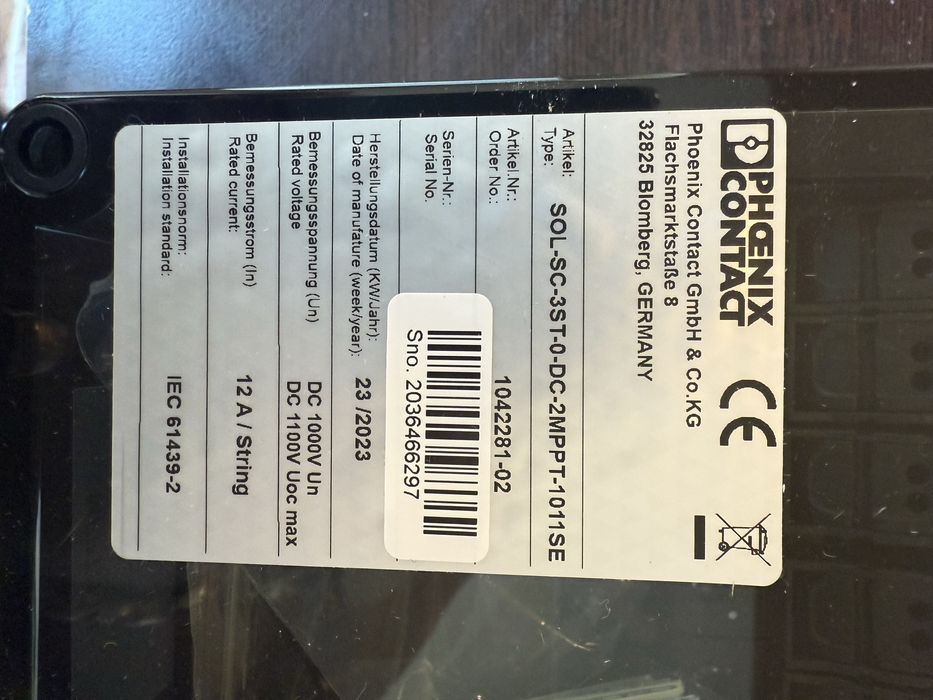 PHŒNIX
CONTACT
CE
Phoenix Contact GmbH & Co.KG
Flachsmarktstaße 8
32825 Blomberg, GERMANY
Artikel:
Type: SOL-SC-3ST-0-DC-2MPPT-1011SE
Artikel.Nr.:
Order No.: 1042281-02
Serien-Nr.:
Serial No.
Sno. 2036466297
Herstellungsdatum (KW/Jahr):
Date of manufature (week/year): 23 /2023
Bemessungsspannung (Un) DC 1000V Un
Rated voltage DC 1100V Uoc max
Bemessungsstrom (In)
Rated current: 12 A / String
Installationsnorm:
Installation standard: IEC 61439-2